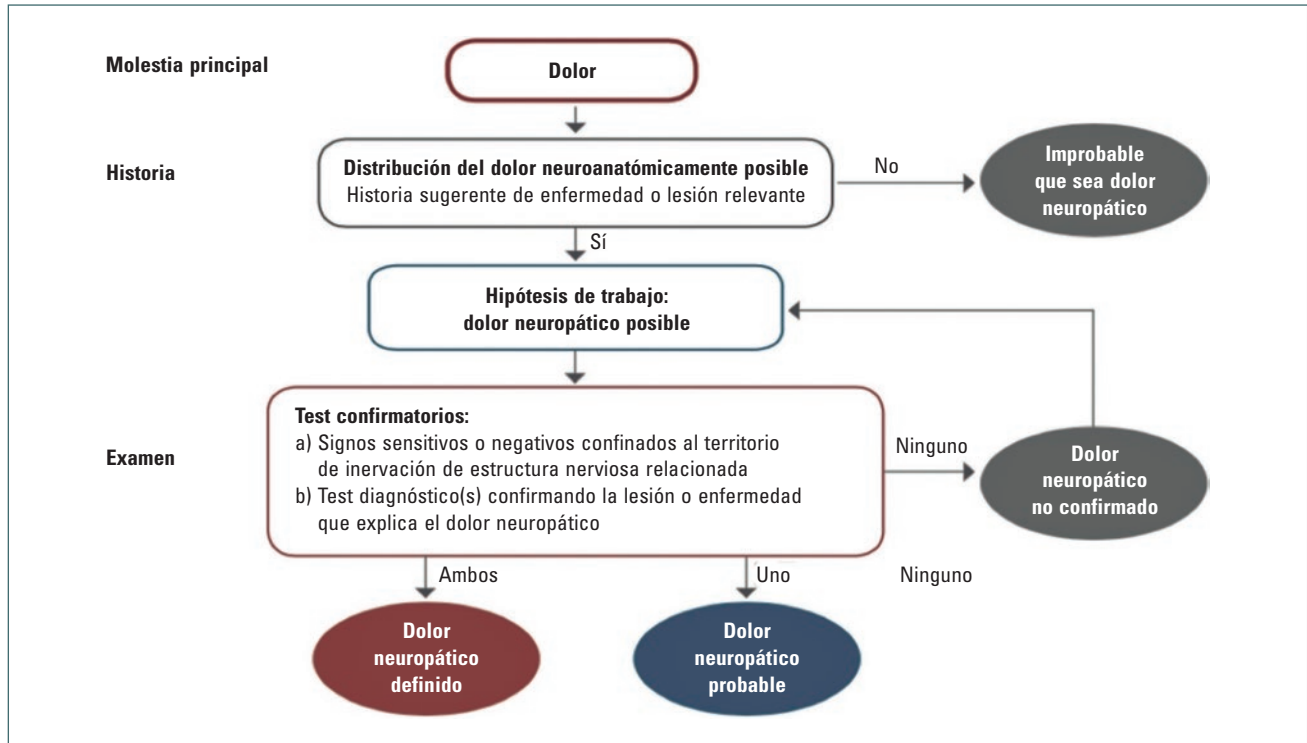 Molestia principal
Dolor
Historia
Distribución del dolor neuroanatómicamente posible
Historia sugerente de enfermedad o lesión relevante
No
Improbable
que sea dolor
neuropático
Sí
Hipótesis de trabajo:
dolor neuropático posible
Examen
Test confirmatorios:
a) Signos sensitivos o negativos confinados al territorio
de inervación de estructura nerviosa relacionada
b) Test diagnóstico(s) confirmando la lesión o enfermedad
que explica el dolor neuropático
Ninguno
Dolor
neuropático
no confirmado
Ambos
Uno
Ninguno
Dolor
neuropático
definido
Dolor
neuropático
probable